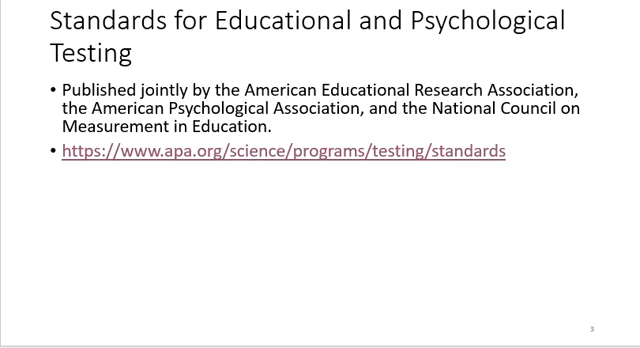 Standards for Educational and Psychological
Testing
• Published jointly by the American Educational Research Association,
the American Psychological Association, and the National Council on
Measurement in Education.
• https://www.apa.org/science/programs/testing/standards
3